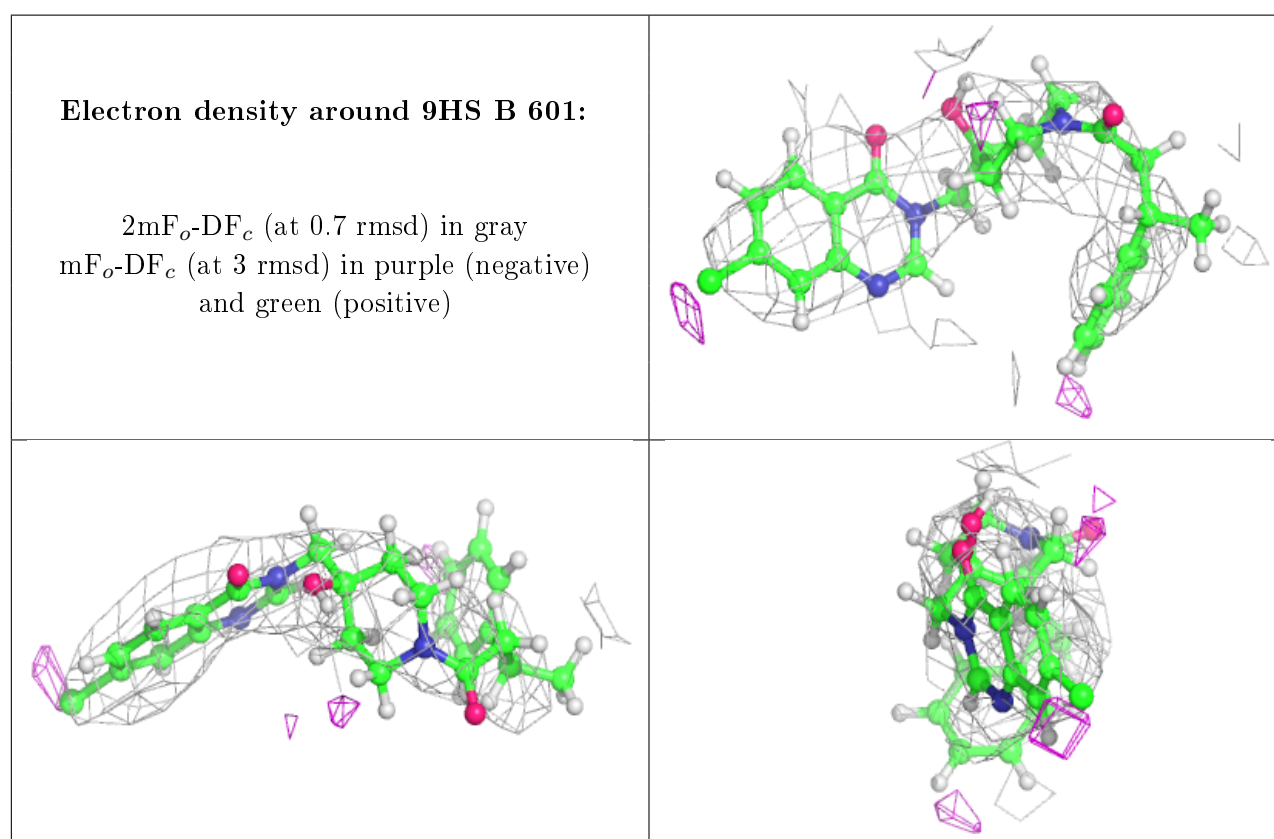 Electron density around 9HS B 601:
2mFo-DFc (at 0.7 rmsd) in gray
mFo-DFc (at 3 rmsd) in purple (negative)
and green (positive)